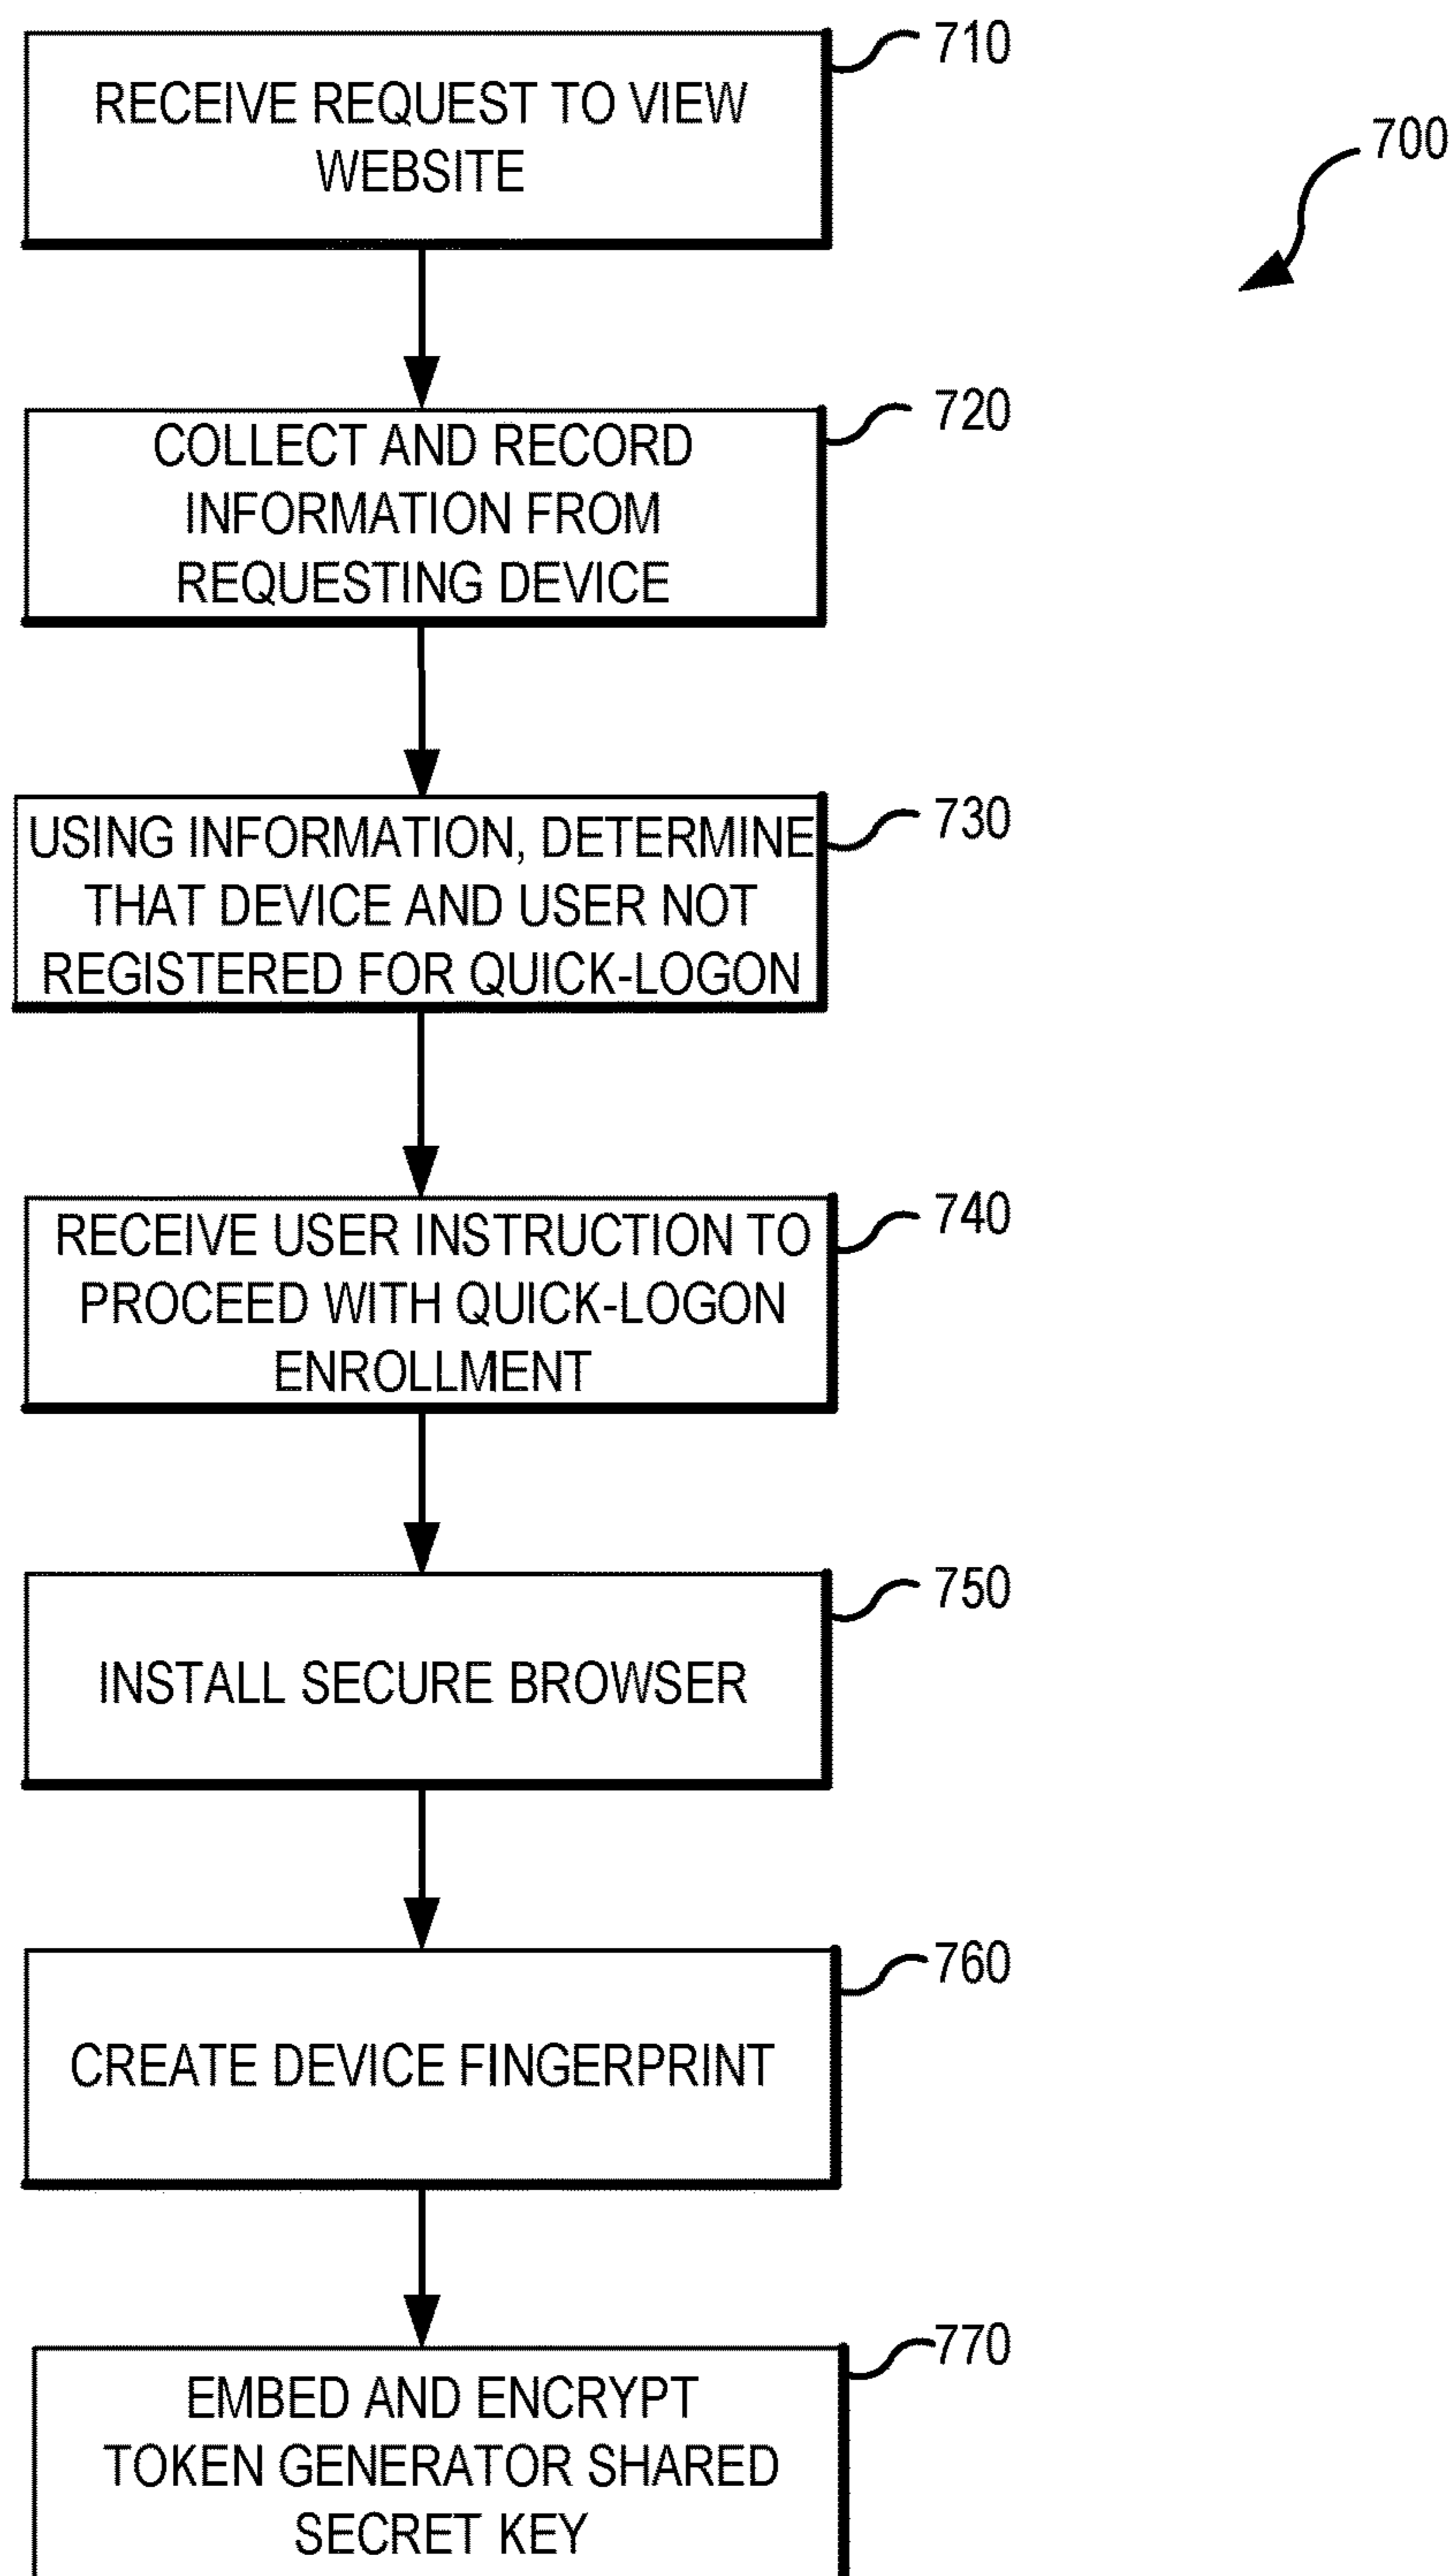 RECEIVE REQUEST TO VIEW
WEBSITE
710
700
COLLECT AND RECORD
INFORMATION FROM
REQUESTING DEVICE
720
USING INFORMATION, DETERMINE
THAT DEVICE AND USER NOT
REGISTERED FOR QUICK-LOGON
730
RECEIVE USER INSTRUCTION TO
PROCEED WITH QUICK-LOGON
ENROLLMENT
740
INSTALL SECURE BROWSER
750
CREATE DEVICE FINGERPRINT
760
EMBED AND ENCRYPT
TOKEN GENERATOR SHARED
SECRET KEY
770